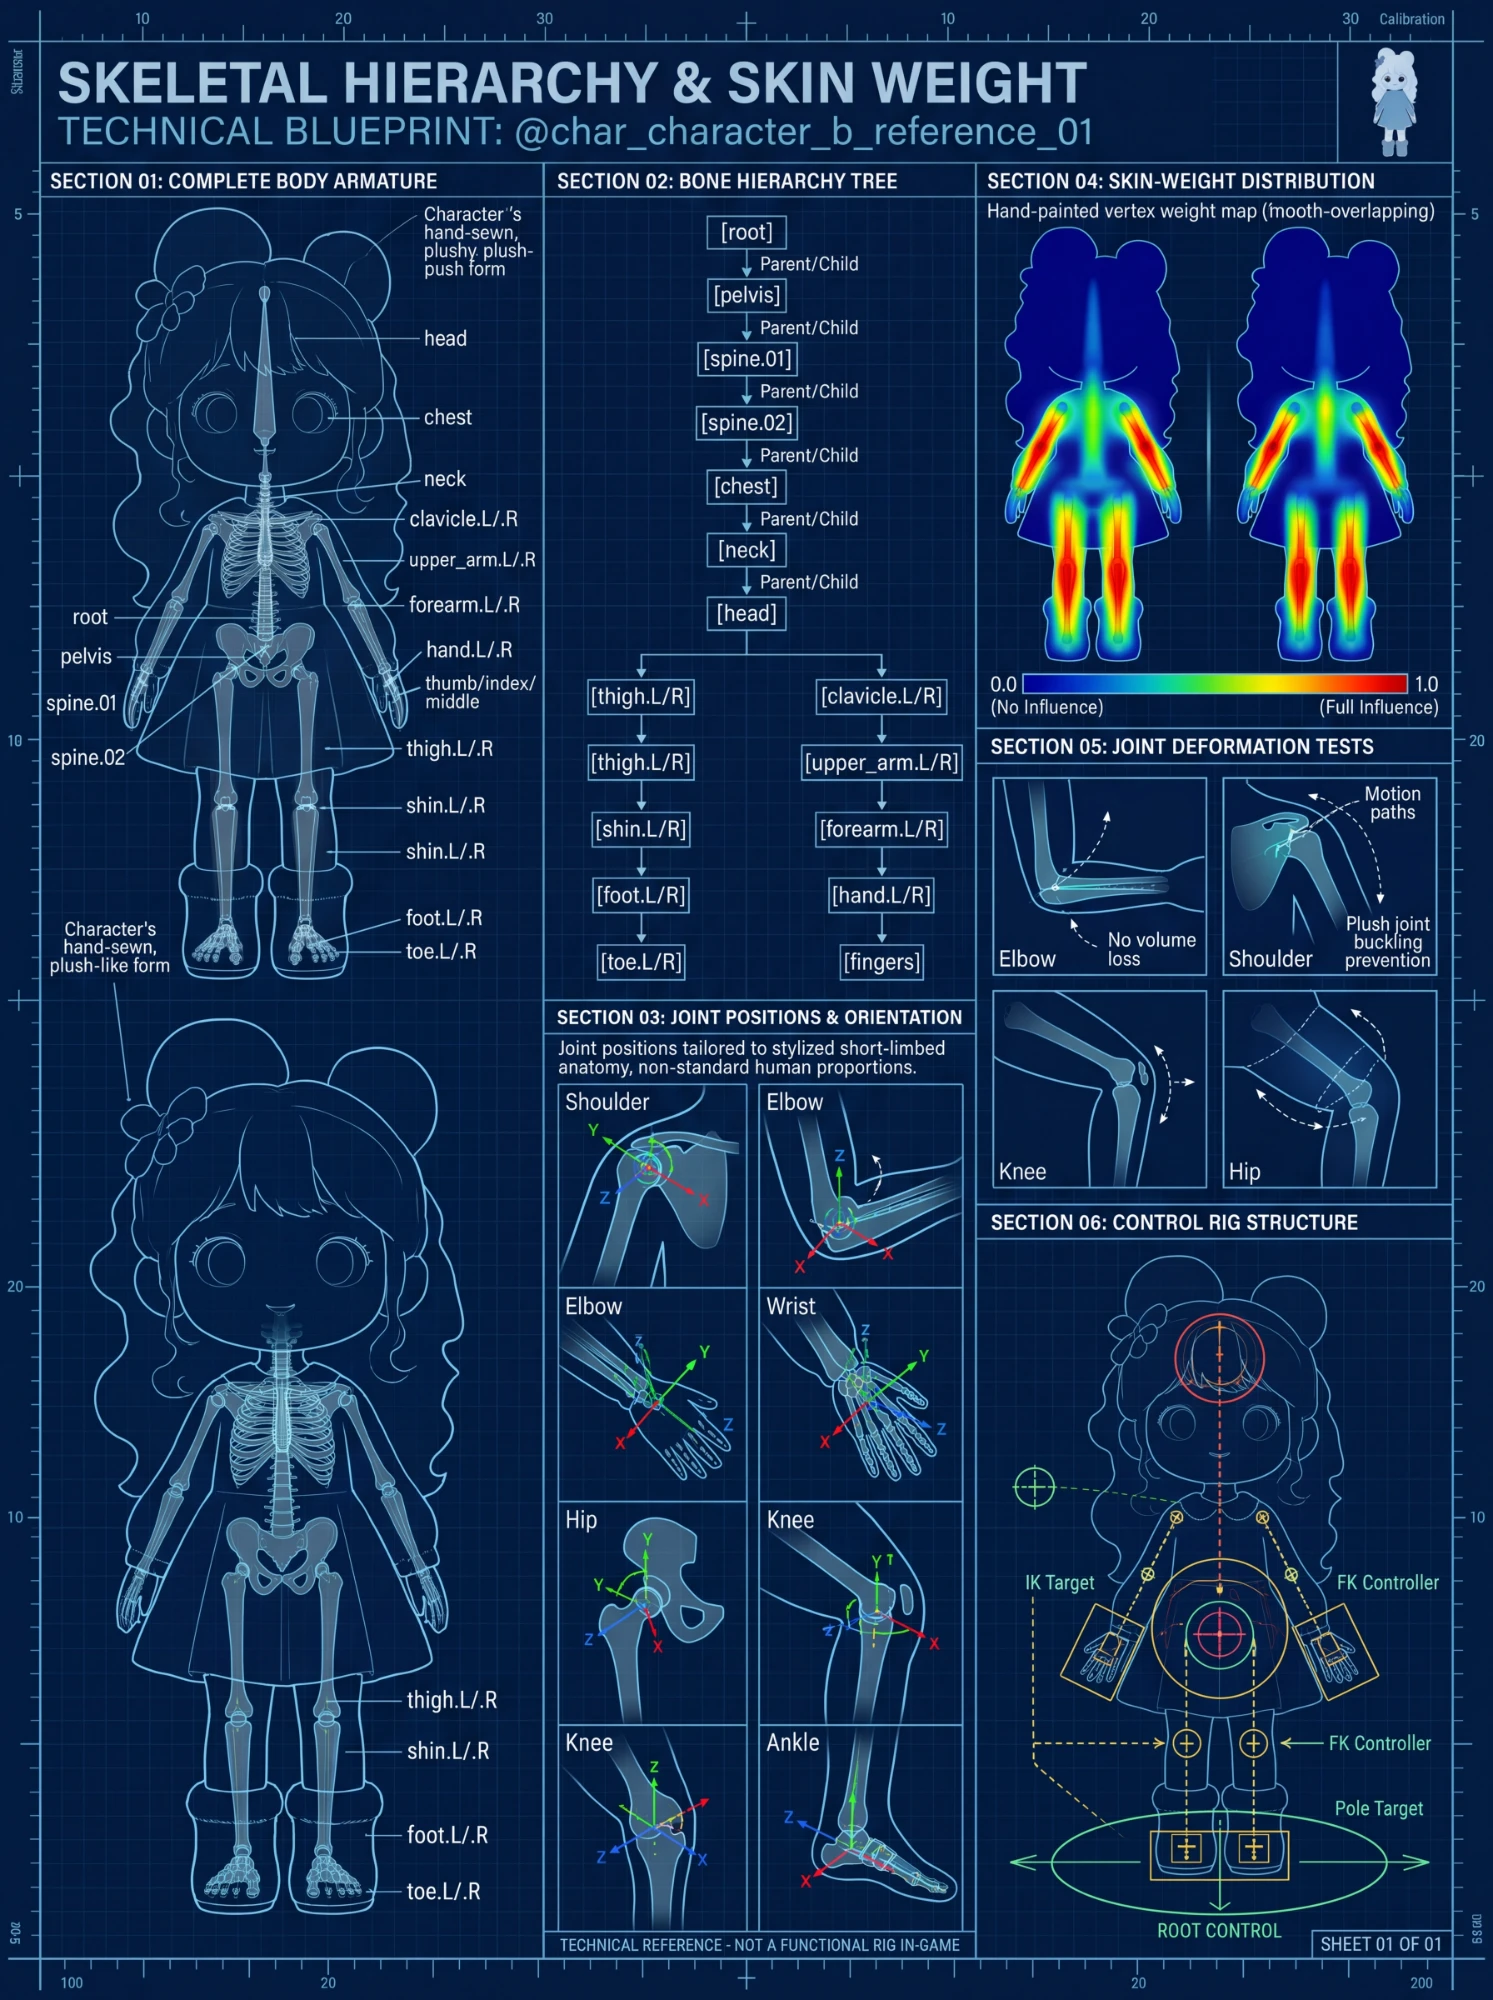 10 20 30 10 20 30 Calibration
SKELETAL HIERARCHY & SKIN WEIGHT
TECHNICAL BLUEPRINT: @char_character_b_reference_01
SECTION 01: COMPLETE BODY ARMATURE
5
Character's
hand-sewn,
plushy. plush-
push form
head
chest
neck
clavicle.L/.R
upper_arm.L/.R
forearm.L/.R
root
hand.L/.R
pelvis
thumb/index/
middle
spine.01
10
thigh.L/.R
spine.02
shin.L/.R
shin.L/.R
foot.L/.R
Character's
hand-sewn,
plush-like form
toe.L/.R
20
10
thigh.L/.R
shin.L/.R
foot.L/.R
toe.L/.R
SECTION 02: BONE HIERARCHY TREE
[root]
Parent/Child
[pelvis]
Parent/Child
[spine.01]
Parent/Child
[spine.02]
Parent/Child
[chest]
Parent/Child
[neck]
Parent/Child
[head]
[thigh.L/R] [clavicle.L/R]
[thigh.L/R] [upper_arm.L/R]
[shin.L/R] [forearm.L/R]
[foot.L/R] [hand.L/R]
[toe.L/R] [fingers]
SECTION 03: JOINT POSITIONS & ORIENTATION
Joint positions tailored to stylized short-limbed
anatomy, non-standard human proportions.
Shoulder
Y
Z
X
Elbow
Z
X
X
Elbow
Z
Y
Z
X
Wrist
Z
Y
Z
X
Hip
Y
Y
Z
X
Knee
Y
Z
X
Knee
Z
Z
X
Ankle
Z
X
TECHNICAL REFERENCE - NOT A FUNCTIONAL RIG IN-GAME
SECTION 04: SKIN-WEIGHT DISTRIBUTION
5
Hand-painted vertex weight map (mooth-overlapping)
0.0 1.0
(No Influence) (Full Influence)
SECTION 05: JOINT DEFORMATION TESTS
20
No volume
loss
Elbow
Motion
paths
Plush joint
buckling
prevention
Shoulder
Knee
Hip
SECTION 06: CONTROL RIG STRUCTURE
20
10
IK Target
FK Controller
FK Controller
Pole Target
ROOT CONTROL
SHEET 01 OF 01
100 20 20 200